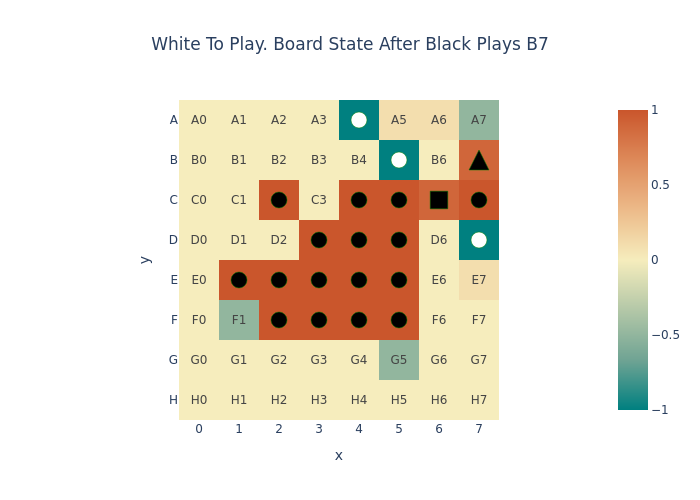 White To Play. Board State After Black Plays B7
A A0 A1 A2 A3 A5 A6 A7
B B0 B1 B2 B3 B4 B6
C C0 C1 C3
D D0 D1 D2 D6
E E0 E6 E7
F F0 F1 F6 F7
G G0 G1 G2 G3 G4 G5 G6 G7
H H0 H1 H2 H3 H4 H5 H6 H7
0 1 2 3 4 5 6 7
x
y
1
0.5
0
−0.5
−1